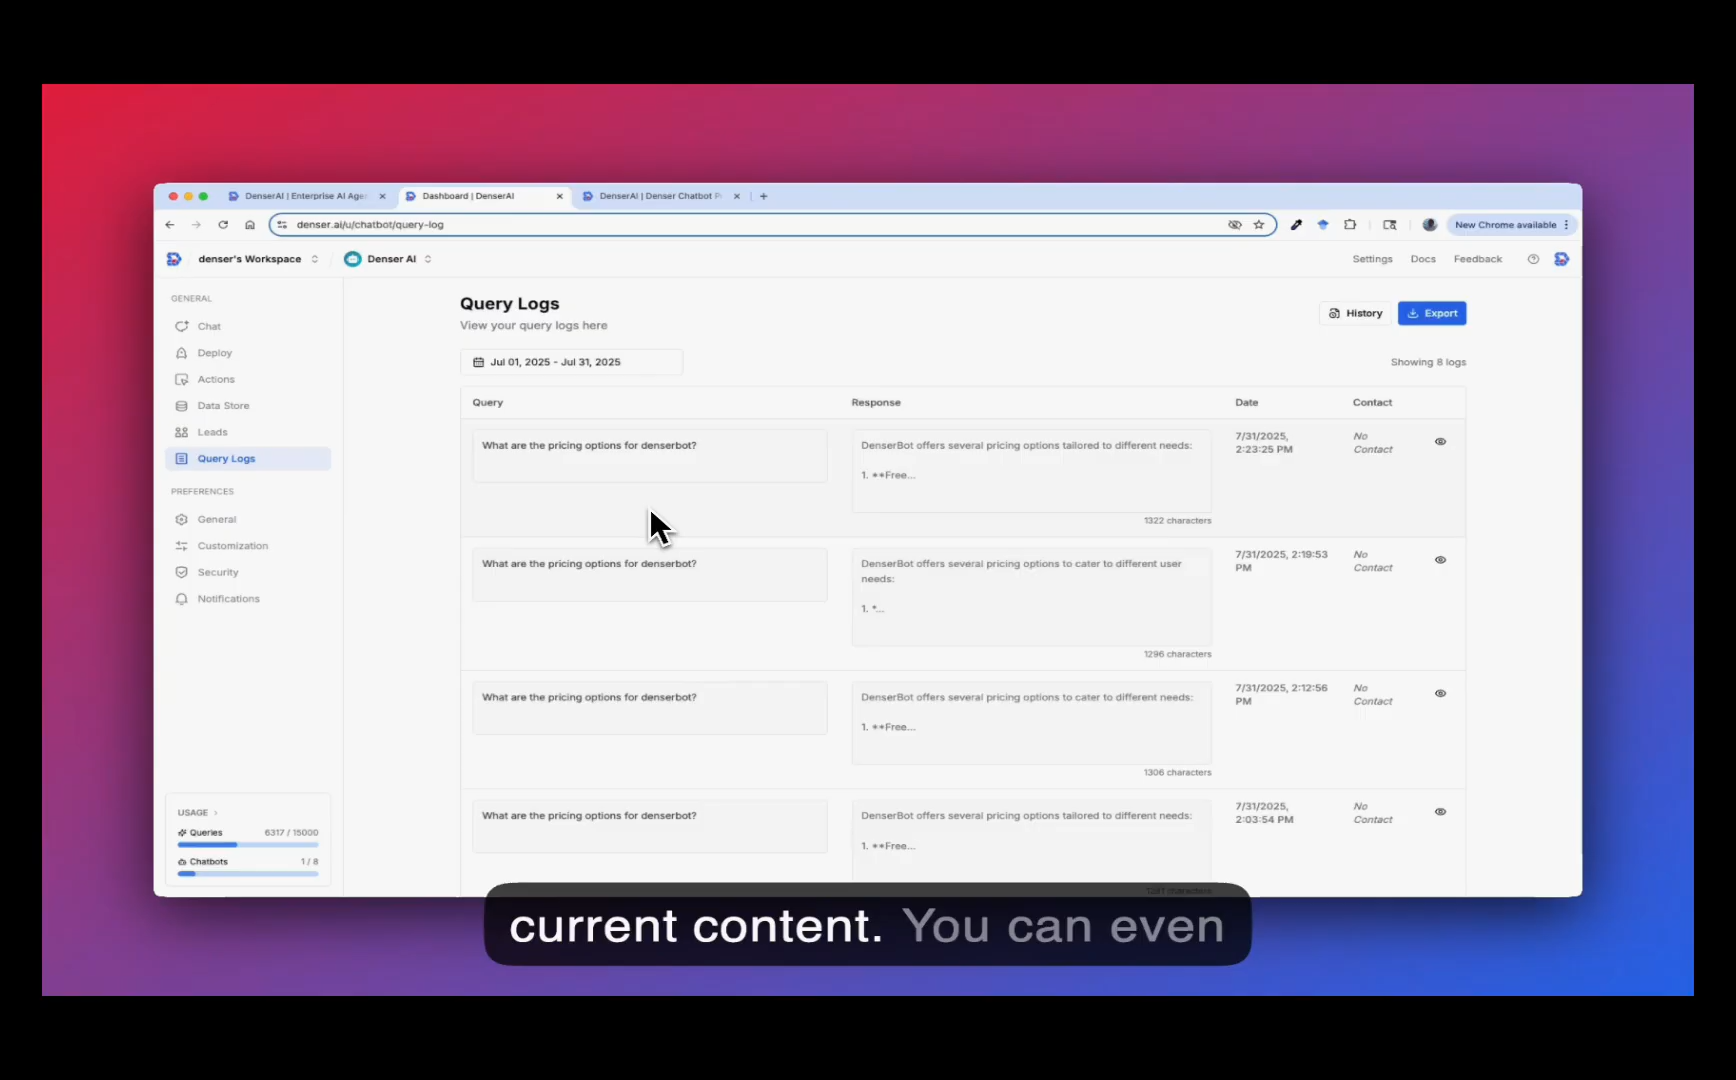 DenserAI | Enterprise AI Age
Dashboard | DenserAI
DenserAI | Denser Chatbot P
denser.ai/u/chatbot/query-log
New Chrome available
denser's Workspace
Denser AI
Settings
Docs
Feedback
GENERAL
Chat
Deploy
Actions
Data Store
Leads
Query Logs
PREFERENCES
General
Customization
Security
Notifications
USAGE
Queries 6317 / 15000
Chatbots 1 / 8
Query Logs
View your query logs here
History
Export
Jul 01, 2025 - Jul 31, 2025
Showing 8 logs
Query Response Date Contact
What are the pricing options for denserbot?
DenserBot offers several pricing options tailored to different needs:
1. **Free...
1322 characters
7/31/2025,
2:23:25 PM
No
Contact
What are the pricing options for denserbot?
DenserBot offers several pricing options to cater to different user
needs:
1. *...
1296 characters
7/31/2025, 2:19:53
PM
No
Contact
What are the pricing options for denserbot?
DenserBot offers several pricing options to cater to different needs:
1. **Free...
1306 characters
7/31/2025, 2:12:56
PM
No
Contact
What are the pricing options for denserbot?
DenserBot offers several pricing options tailored to different needs:
1. **Free...
characters
7/31/2025,
2:03:54 PM
No
Contact
current content. You can even